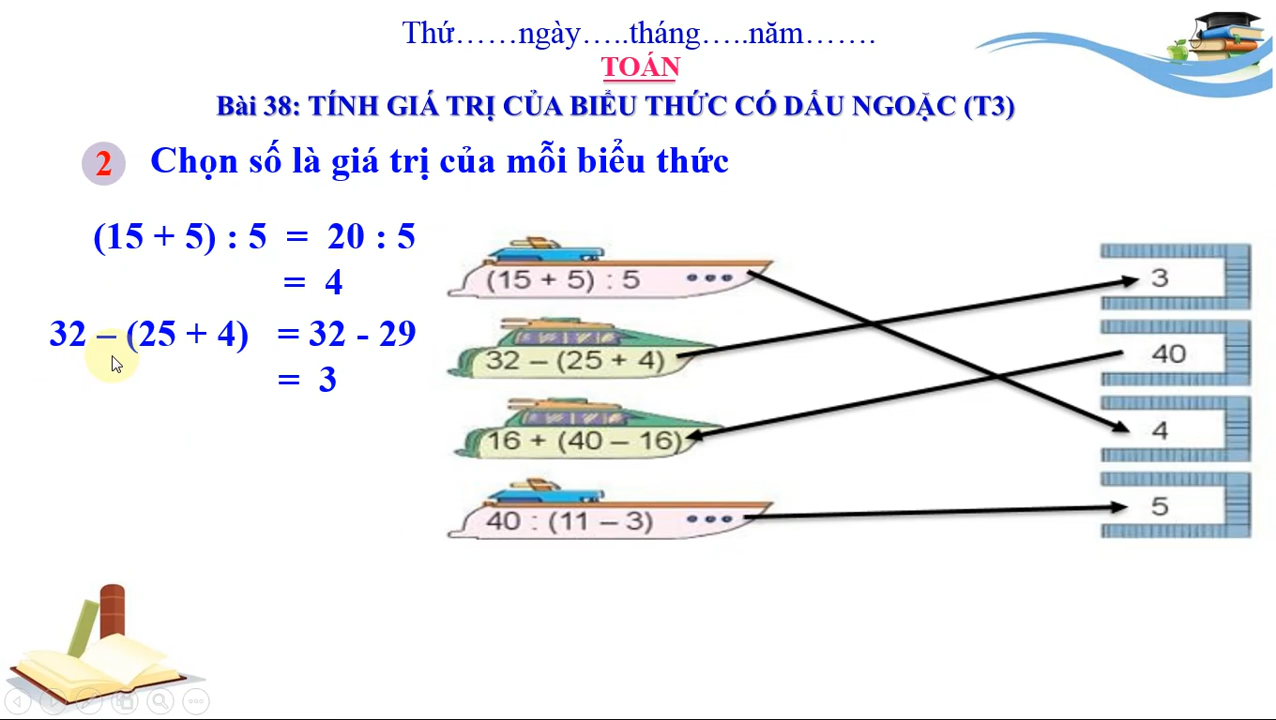 Thứ……ngày…..tháng…..năm…….
TOÁN
Bài 38: TÍNH GIÁ TRỊ CỦA BIỂU THỨC CÓ DẤU NGOẶC (T3)
2 Chọn số là giá trị của mỗi biểu thức
(15 + 5) : 5 = 20 : 5
= 4
32 – (25 + 4) = 32 - 29
= 3
(15 + 5) : 5
32 – (25 + 4)
16 + (40 – 16)
40 : (11 – 3)
3
40
4
5